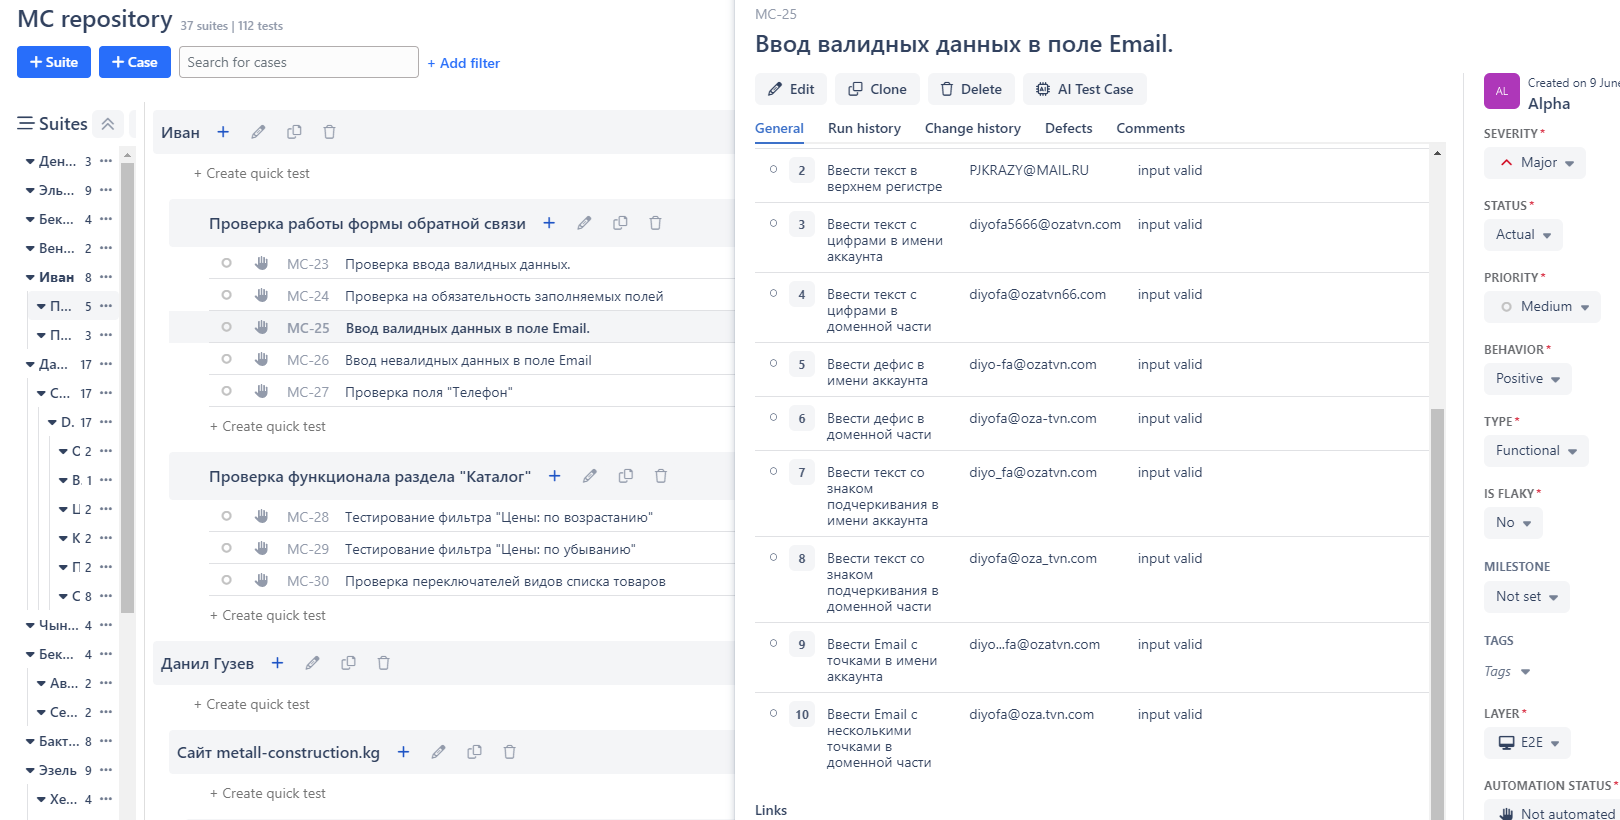 MC repository 37 suites | 112 tests
+ Suite
+ Case
Search for cases
+ Add filter
Suites
Ден... 3
Эль... 9
Бек... 4
Вен... 2
Иван 8
П... 5
П... 3
Да... 17
С... 17
D. 17
С 2
В. 1
Ц 2
К 2
П 2
С 8
Чын... 4
Бек... 4
Ав... 2
Се... 2
Бакт... 8
Эзель 9
Хе... 4
Иван
+ Create quick test
Проверка работы формы обратной связи
MC-23 Проверка ввода валидных данных.
MC-24 Проверка на обязательность заполняемых полей
MC-25 Ввод валидных данных в поле Email.
MC-26 Ввод невалидных данных в поле Email
MC-27 Проверка поля "Телефон"
+ Create quick test
Проверка функционала раздела "Каталог"
MC-28 Тестирование фильтра "Цены: по возрастанию"
MC-29 Тестирование фильтра "Цены: по убыванию"
MC-30 Проверка переключателей видов списка товаров
+ Create quick test
Данил Гузев
+ Create quick test
Сайт metall-construction.kg
+ Create quick test
MC-25
Ввод валидных данных в поле Email.
Edit
Clone
Delete
AI Test Case
General Run history Change history Defects Comments
2 Ввести текст в PJKRAZY@MAIL.RU input valid
верхнем регистре
3 Ввести текст с diyofa5666@ozatvn.com input valid
цифрами в имени
аккаунта
4 Ввести текст с diyofa@ozatvn66.com input valid
цифрами в
доменной части
5 Ввести дефис в diyo-fa@ozatvn.com input valid
имени аккаунта
6 Ввести дефис в diyofa@oza-tvn.com input valid
доменной части
7 Ввести текст со diyo_fa@ozatvn.com input valid
знаком
подчеркивания в
имени аккаунта
8 Ввести текст со diyofa@oza_tvn.com input valid
знаком
подчеркивания в
доменной части
9 Ввести Email с diyo...fa@ozatvn.com input valid
точками в имени
аккаунта
10 Ввести Email с diyofa@oza.tvn.com input valid
несколькими
точками в
доменной части
Links
AL
Created on 9 June
Alpha
SEVERITY*
Major
STATUS*
Actual
PRIORITY*
Medium
BEHAVIOR*
Positive
TYPE*
Functional
IS FLAKY*
No
MILESTONE
Not set
TAGS
Tags
LAYER*
E2E
AUTOMATION STATUS*
Not automated